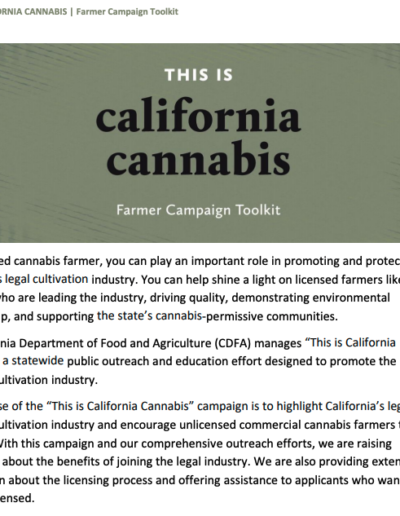 ORNIA CANNABIS | Farmer Campaign Toolkit
THIS IS
california
cannabis
Farmer Campaign Toolkit
ed cannabis farmer, you can play an important role in promoting and protec
s legal cultivation industry. You can help shine a light on licensed farmers like
ho are leading the industry, driving quality, demonstrating environmental
p, and supporting the state's cannabis-permissive communities.
nia Department of Food and Agriculture (CDFA) manages "This is California
a statewide public outreach and education effort designed to promote the
ultivation industry.
se of the "This is California Cannabis" campaign is to highlight California's leg
ultivation industry and encourage unlicensed commercial cannabis farmers t
With this campaign and our comprehensive outreach efforts, we are raising
about the benefits of joining the legal industry. We are also providing exten
n about the licensing process and offering assistance to applicants who wan
ensed.